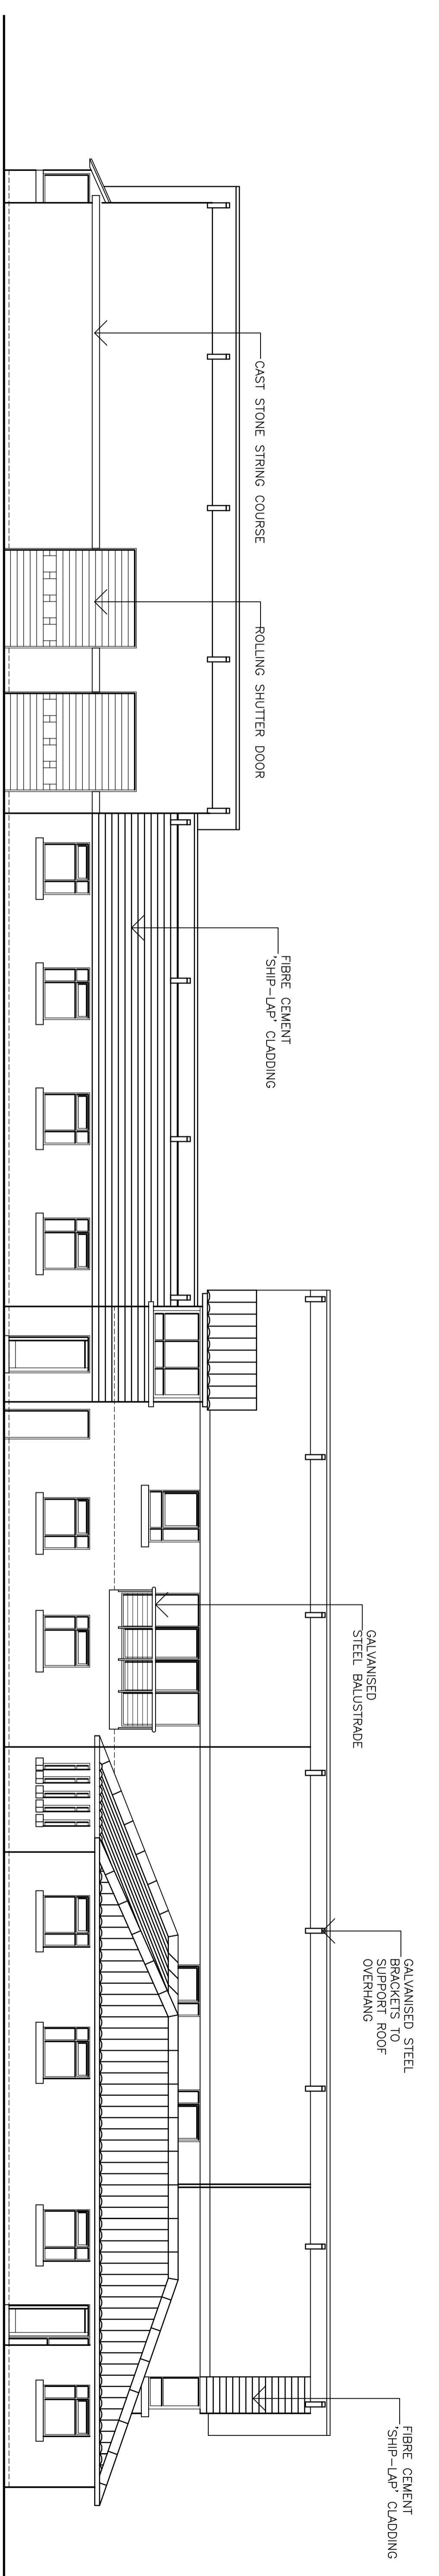 CAST STONE STRING COURSE
ROLLING SHUTTER DOOR
FIBRE CEMENT
'SHIP-LAP' CLADDING
GALVANISED
STEEL BALUSTRADE
GALVANISED STEEL
BRACKETS TO
SUPPORT ROOF
OVERHANG
FIBRE CEMENT
'SHIP-LAP' CLADDING